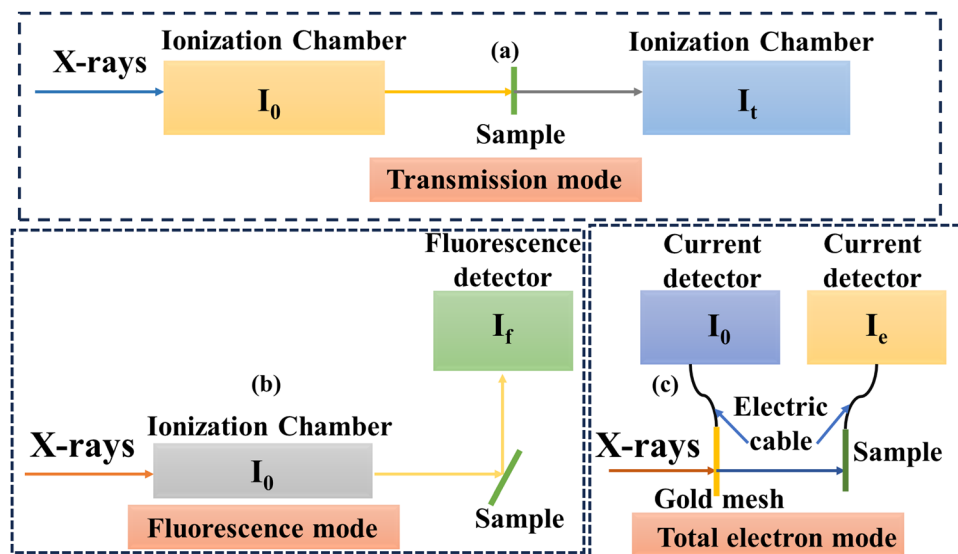 Ionization Chamber
(a)
Ionization Chamber
X-rays
I₀
Iₜ
Sample
Transmission mode
Fluorescence
detector
I_f
(b)
Ionization Chamber
X-rays
I₀
Sample
Fluorescence mode
Current
detector
Current
detector
I₀
Iₑ
(c)
Electric
cable
X-rays
Sample
Gold mesh
Total electron mode